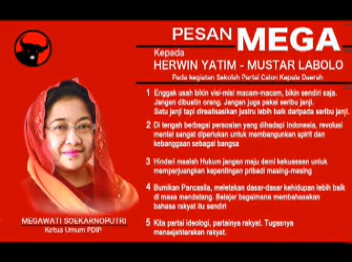 PESAN MEGA
Kepada
HERWIN YATIM - MUSTAR LABOLO
Pada kegiatan Sekolah Partai Calon Kepala Daerah
1 Enggak usah bikin visi-misi macam-macam, bikin sendiri saja.
Jangan dibuatin orang. Jangan juga pakai seribu janji.
Satu janji tapi direalisasikan justru lebih baik daripada seribu janji.
2 Di tengah berbagai persoalan yang dihadapi Indonesia, revolusi
mental sangat diperlukan untuk membangunkan spirit dan
kebanggaan sebagai bangsa
3 Hindari masalah Hukum jangan maju demi kekuasaan untuk
memperjuangkan kepentingan pribadi masing-masing
4 Bumikan Pancasila, meletakan dasar-dasar kehidupan lebih baik
di masa mendatang. Belajar bagaimana membahasakan
bahasa rakyat itu sendiri
5 Kita partai ideologi, partainya rakyat. Tugasnya
mensejahterakan rakyat.
MEGAWATI SOEKARNOPUTRI
Ketua Umum PDIP